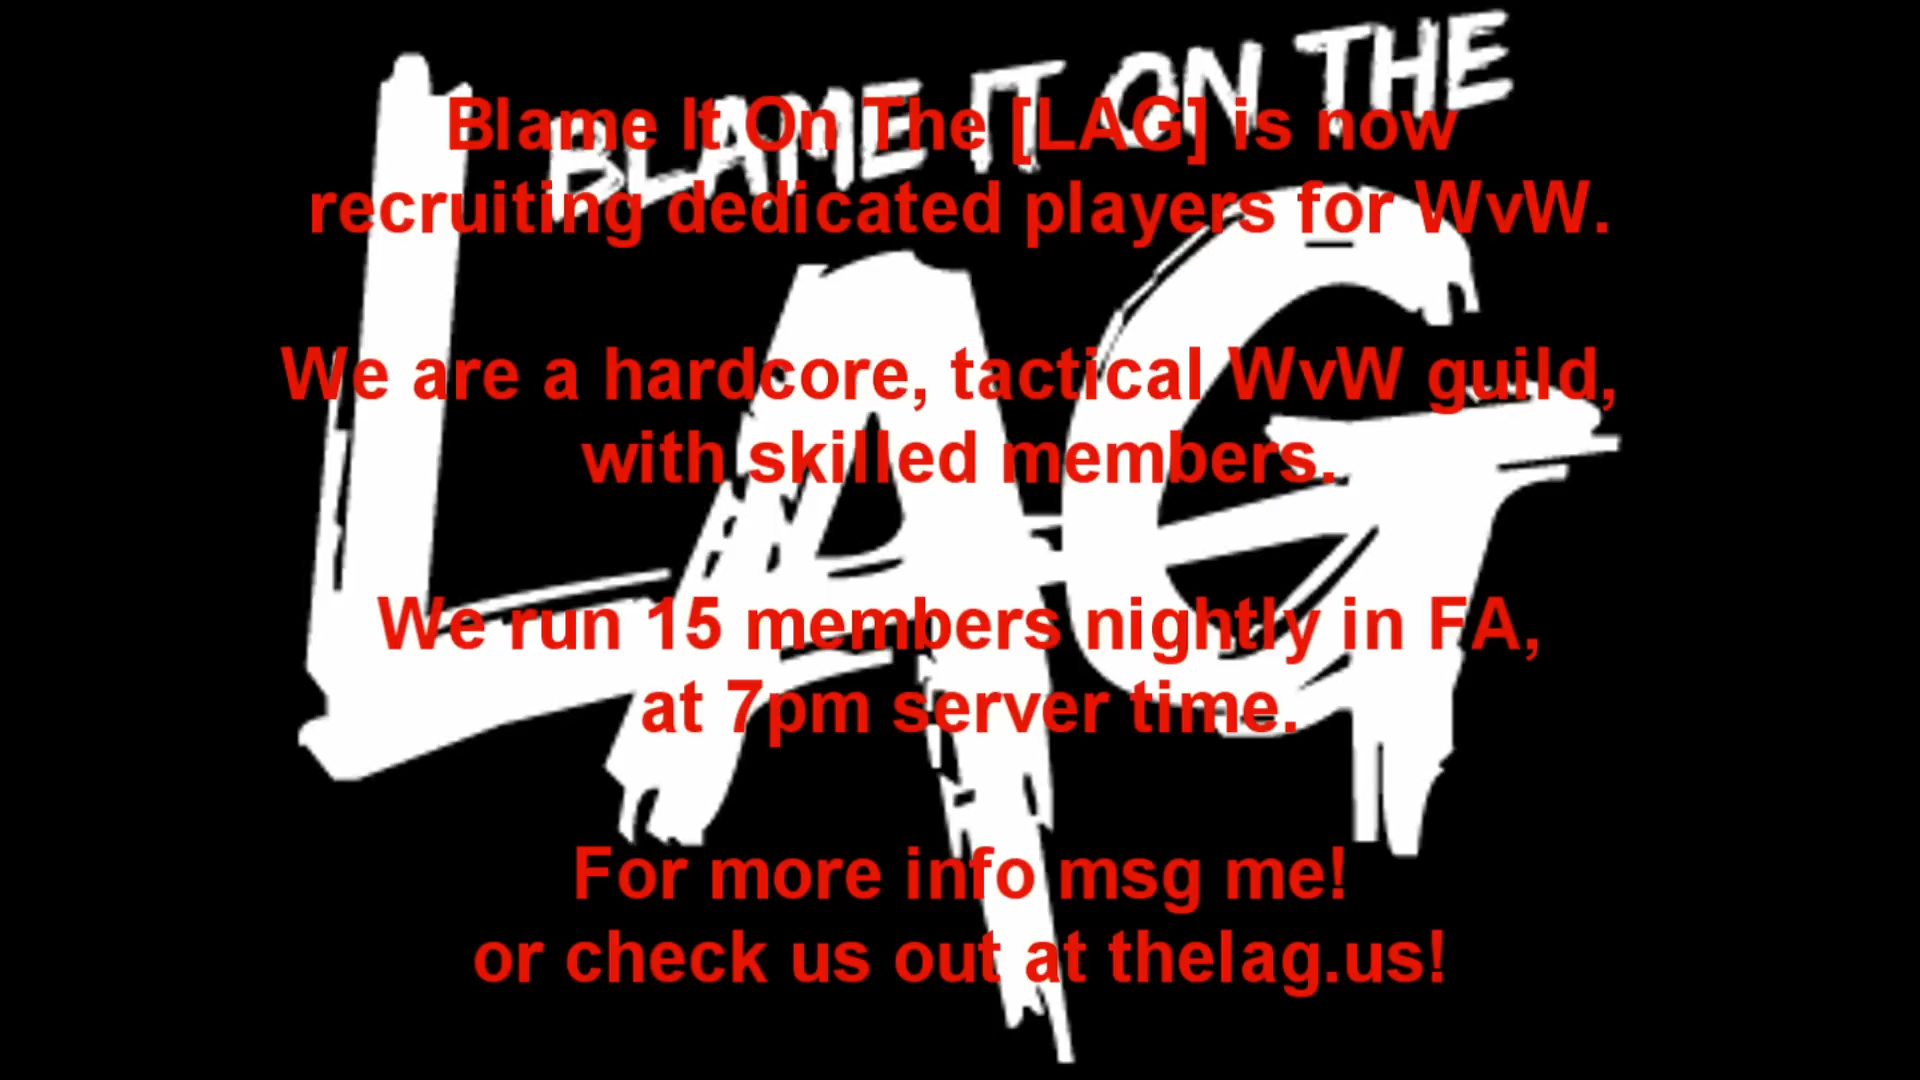 BLAME IT ON THE
LAG
Blame It On The [LAG] is now
recruiting dedicated players for WvW.
We are a hardcore, tactical WvW guild,
with skilled members.
We run 15 members nightly in FA,
at 7pm server time.
For more info msg me!
or check us out at thelag.us!